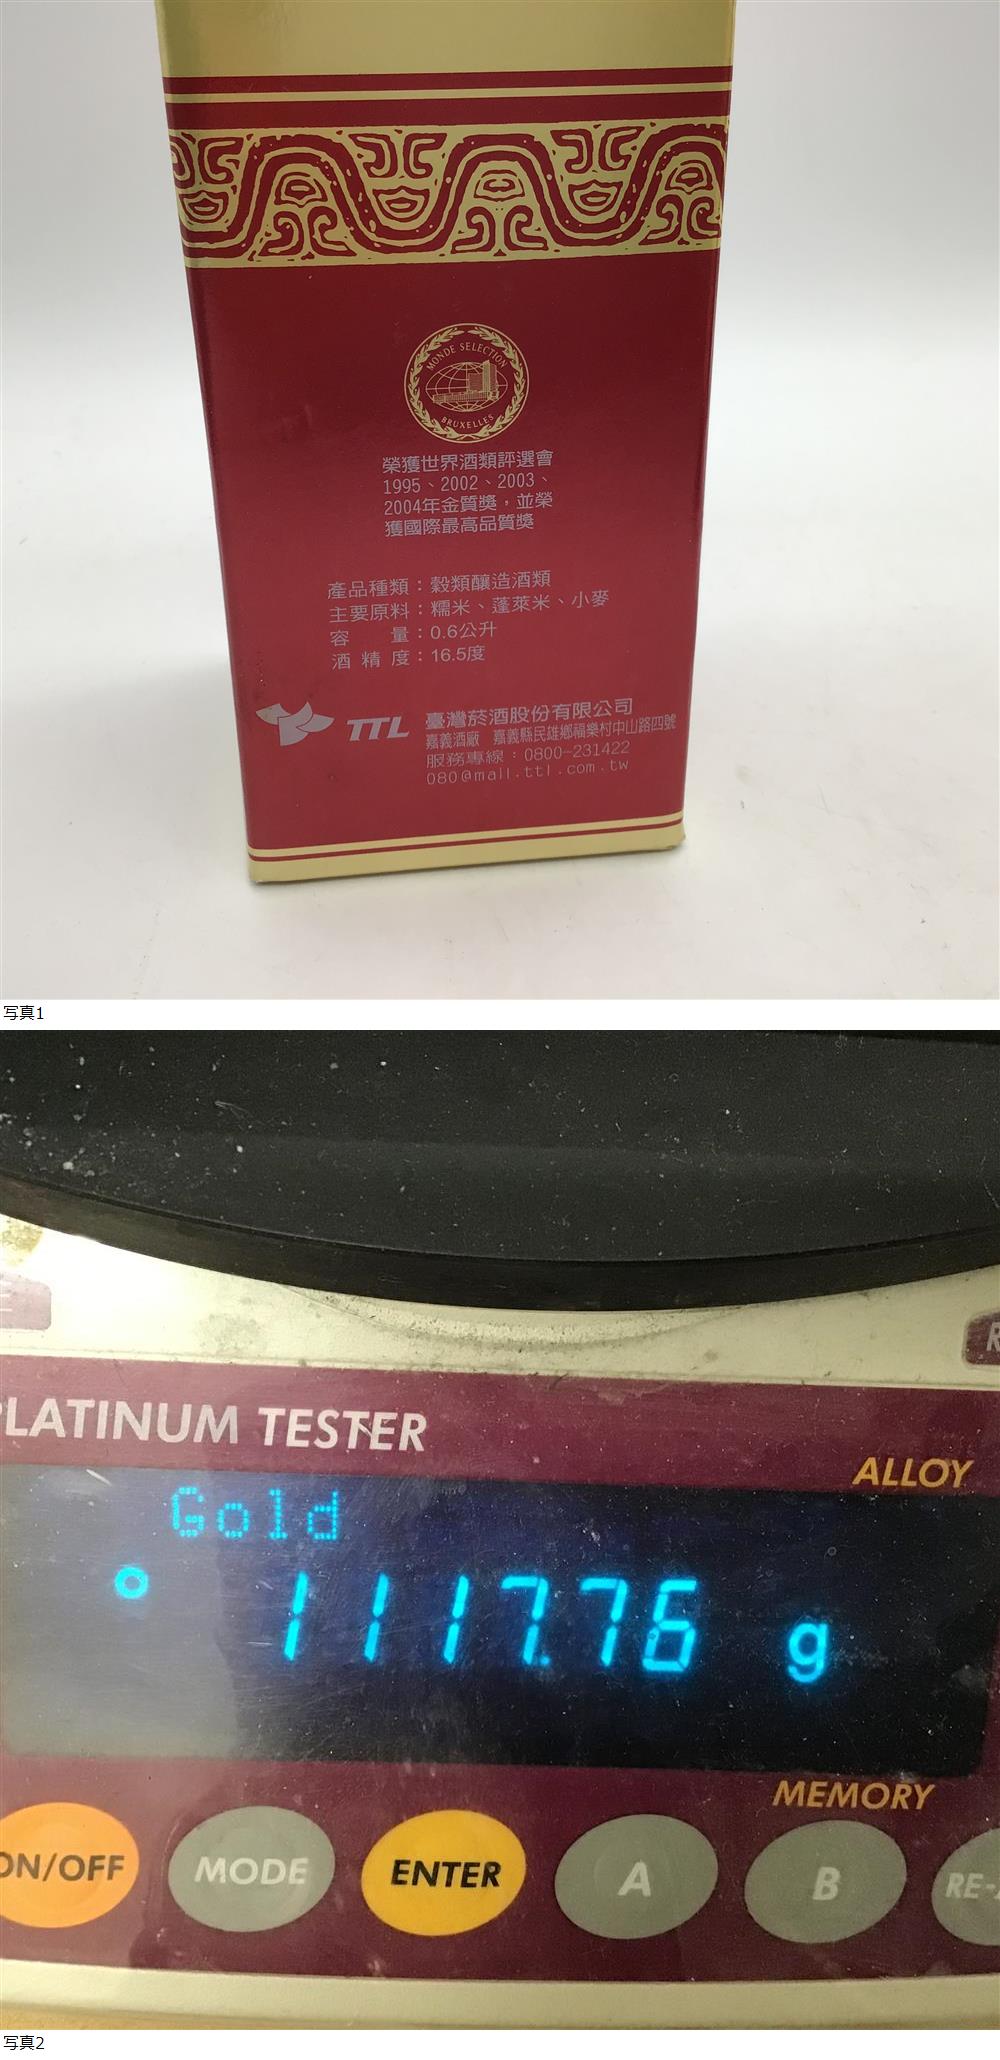 MONDE SELECTION
BRUXELLES
榮獲世界酒類評選會
1995、2002、2003、
2004年金質獎，並榮
獲國際最高品質獎
產品種類：穀類釀造酒類
主要原料：糯米、蓬萊米、小麥
容　　量：0.6公升
酒 精 度：16.5度
TTL 臺灣菸酒股份有限公司
嘉義酒廠　嘉義縣民雄鄉福樂村中山路四號
服務專線：0800-231422
080@mail.ttl.com.tw
写真1
PLATINUM TESTER
ALLOY
Gold
1117.76 g
MEMORY
ON/OFF MODE ENTER A B RE-
写真2